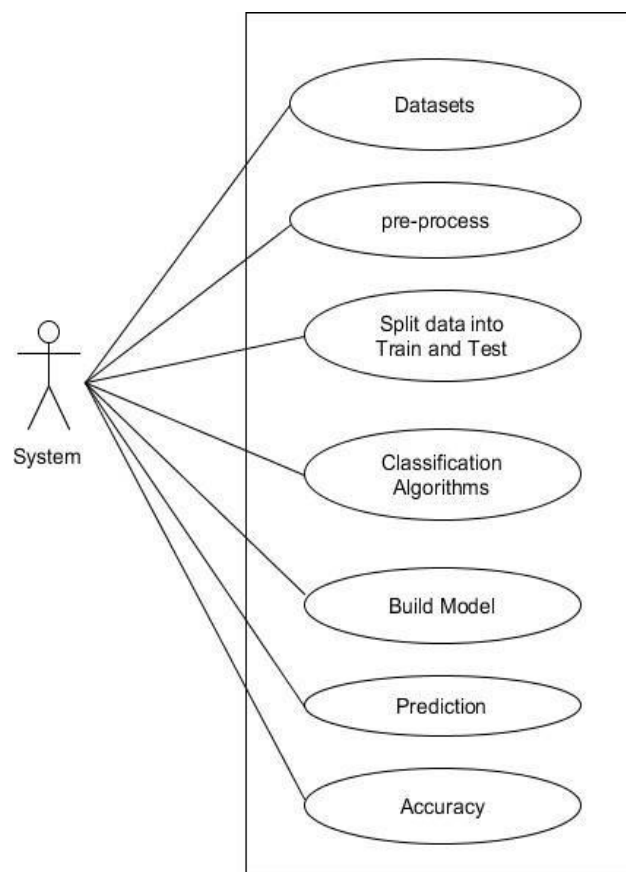 Datasets
pre-process
Split data into
Train and Test
System
Classification
Algorithms
Build Model
Prediction
Accuracy